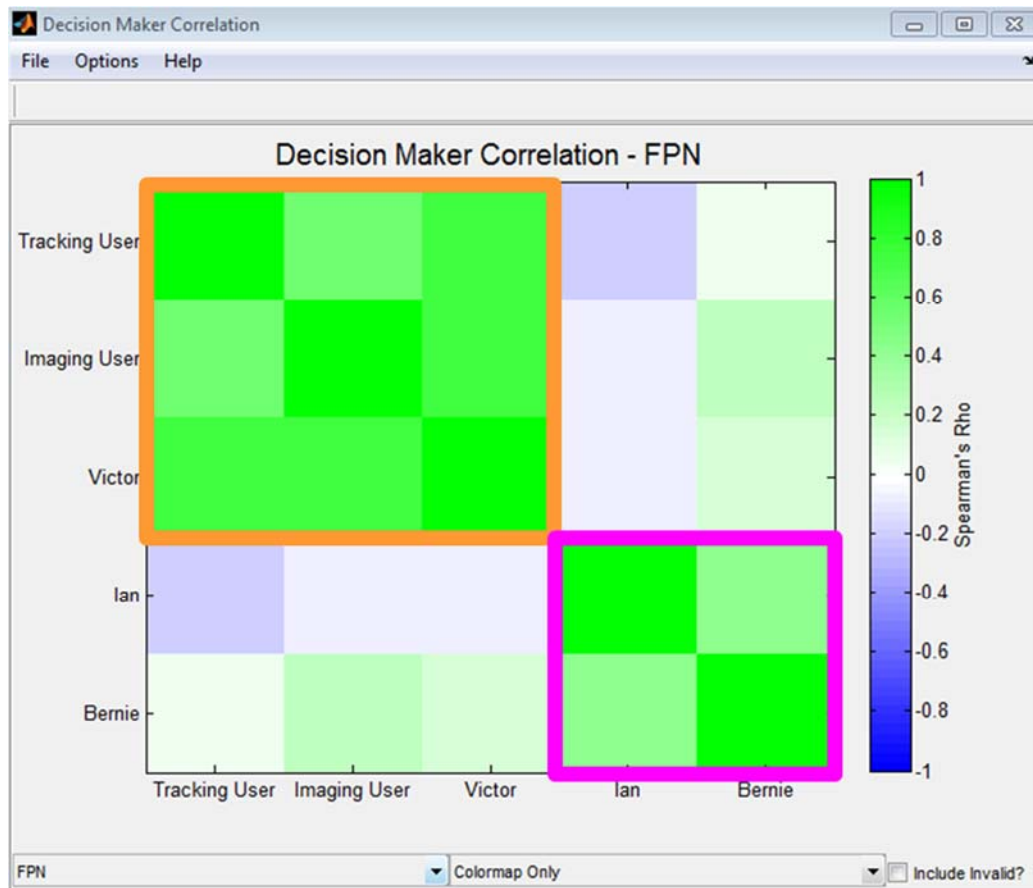 Decision Maker Correlation
File Options Help
Decision Maker Correlation - FPN
Tracking User
Imaging User
Victor
Ian
Bernie
Tracking User Imaging User Victor Ian Bernie
1
0.8
0.6
0.4
0.2
0
-0.2
-0.4
-0.6
-0.8
-1
Spearman's Rho
FPN Colormap Only Include Invalid?